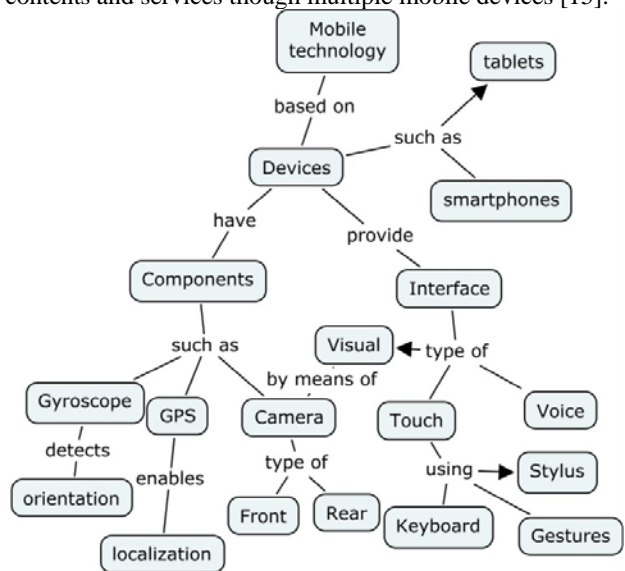 contents and services though multiple mobile devices [15].
Mobile
technology
tablets
based on
such as
Devices
smartphones
have
provide
Components
Interface
such as
Visual
type of
by means of
Gyroscope
GPS
Camera
Touch
Voice
detects
type of
using
Stylus
enables
orientation
Front
Rear
Keyboard
Gestures
localization